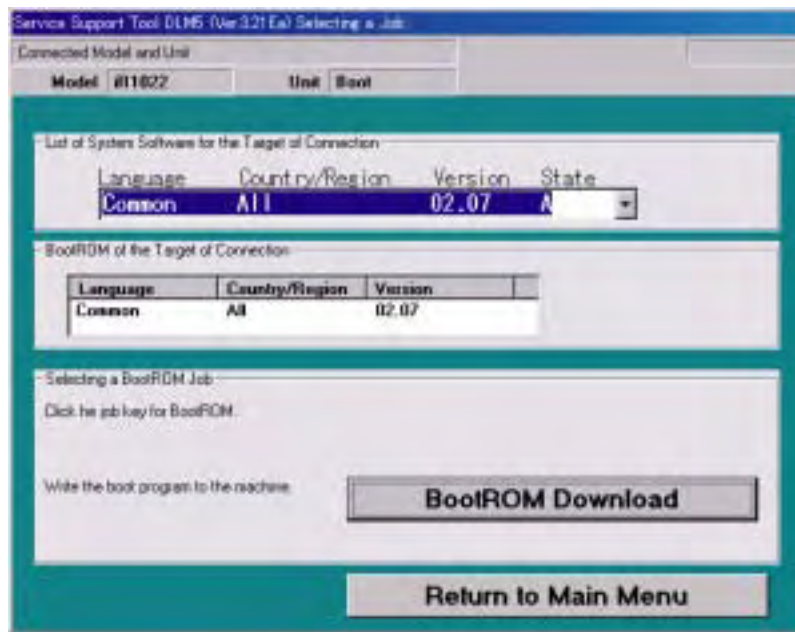 Service Support Tool DLM5 (Ver.3.21Ea) Selecting a Job
Connected Model and Unit
Model iR1022 Unit Boot
List of System Software for the Target of Connection
Language Country/Region Version State
Common All 02.07 A
BootROM of the Target of Connection
Language Country/Region Version
Common All 02.07
Selecting a BootROM Job
Click he job key for BootROM.
Write the boot program to the machine.
BootROM Download
Return to Main Menu